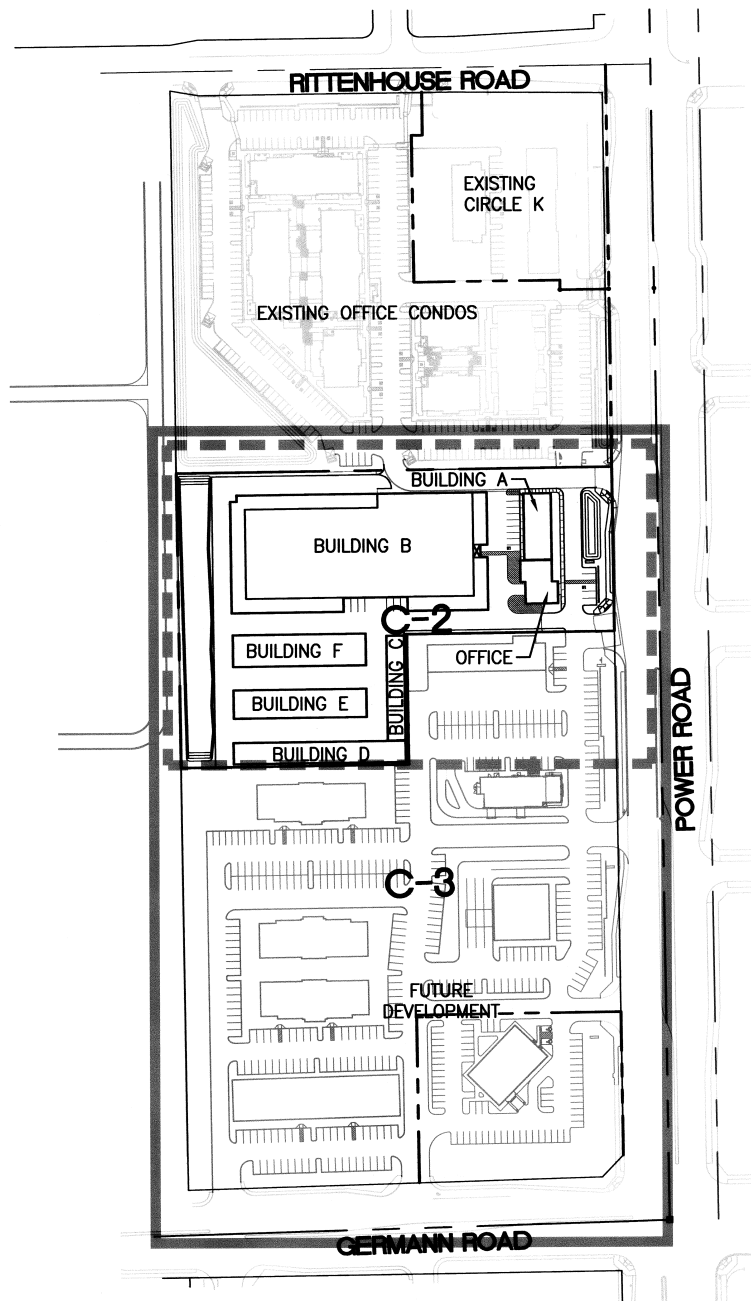 RITTENHOUSE ROAD
EXISTING
CIRCLE K
EXISTING OFFICE CONDOS
BUILDING A
BUILDING B
C-2
BUILDING F
BUILDING C
OFFICE
BUILDING E
BUILDING D
POWER ROAD
C-3
FUTURE
DEVELOPMENT
GERMANN ROAD